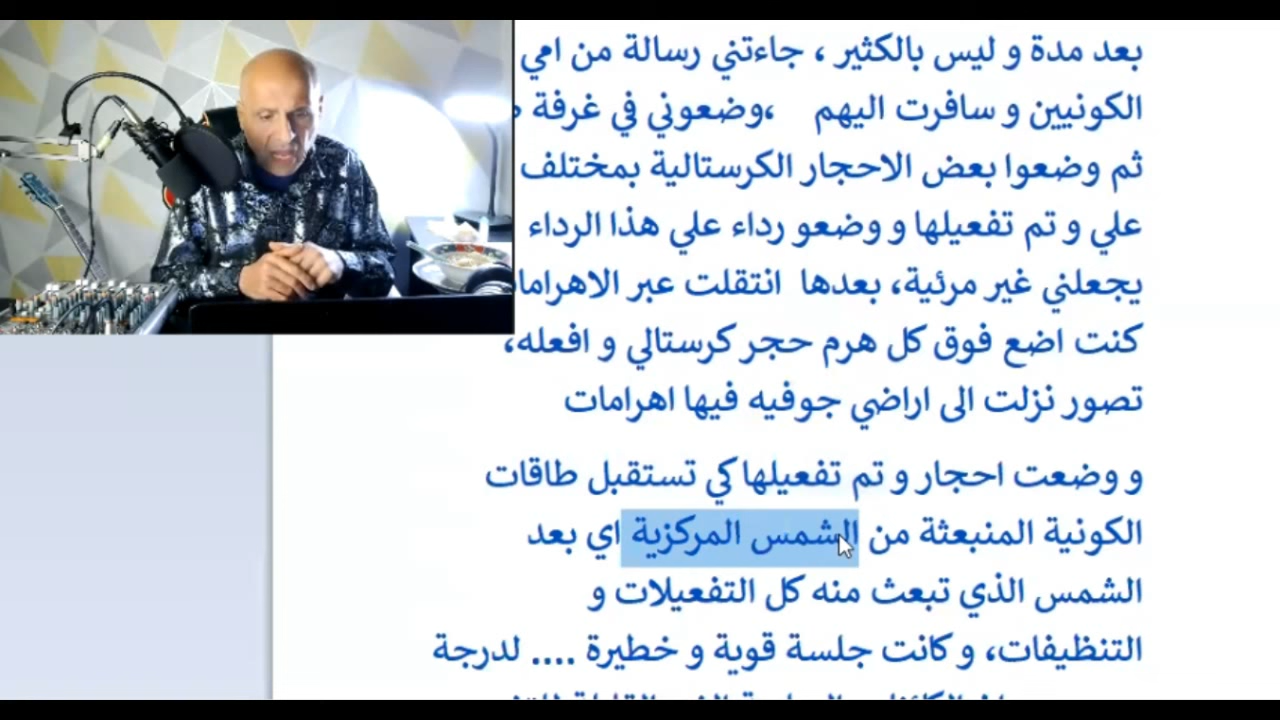 بعد مدة و ليس بالكثير ، جاءتني رسالة من امي
الكونيين و سافرت اليهم ،وضعوني في غرفة
ثم وضعوا بعض الاحجار الكرستالية بمختلف
علي و تم تفعيلها و وضعو رداء علي هذا الرداء
يجعلني غير مرئية، بعدها انتقلت عبر الاهراما
كنت اضع فوق كل هرم حجر كرستالي و افعله،
تصور نزلت الى اراضي جوفيه فيها اهرامات
و وضعت احجار و تم تفعيلها كي تستقبل طاقات
الكونية المنبعثة من الشمس المركزية اي بعد
الشمس الذي تبعث منه كل التفعيلات و
التنظيفات، و كانت جلسة قوية و خطيرة .... لدرجة